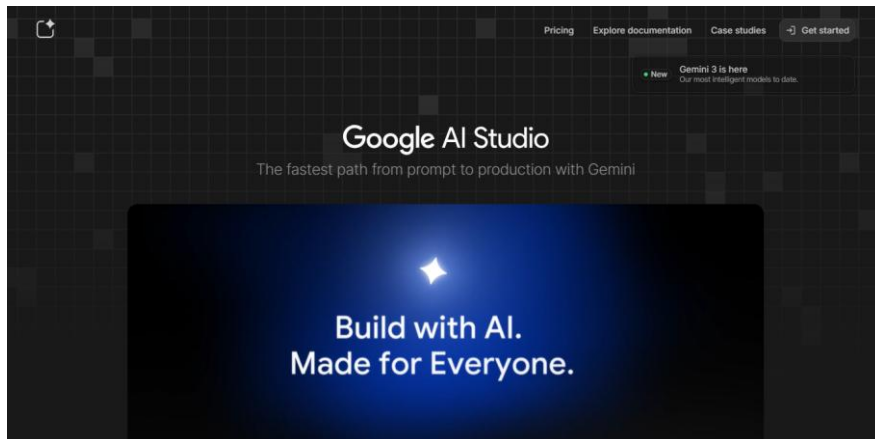 Pricing
Explore documentation
Case studies
Get started
New
Gemini 3 is here
Our most intelligent models to date.
Google AI Studio
The fastest path from prompt to production with Gemini
Build with AI.
Made for Everyone.